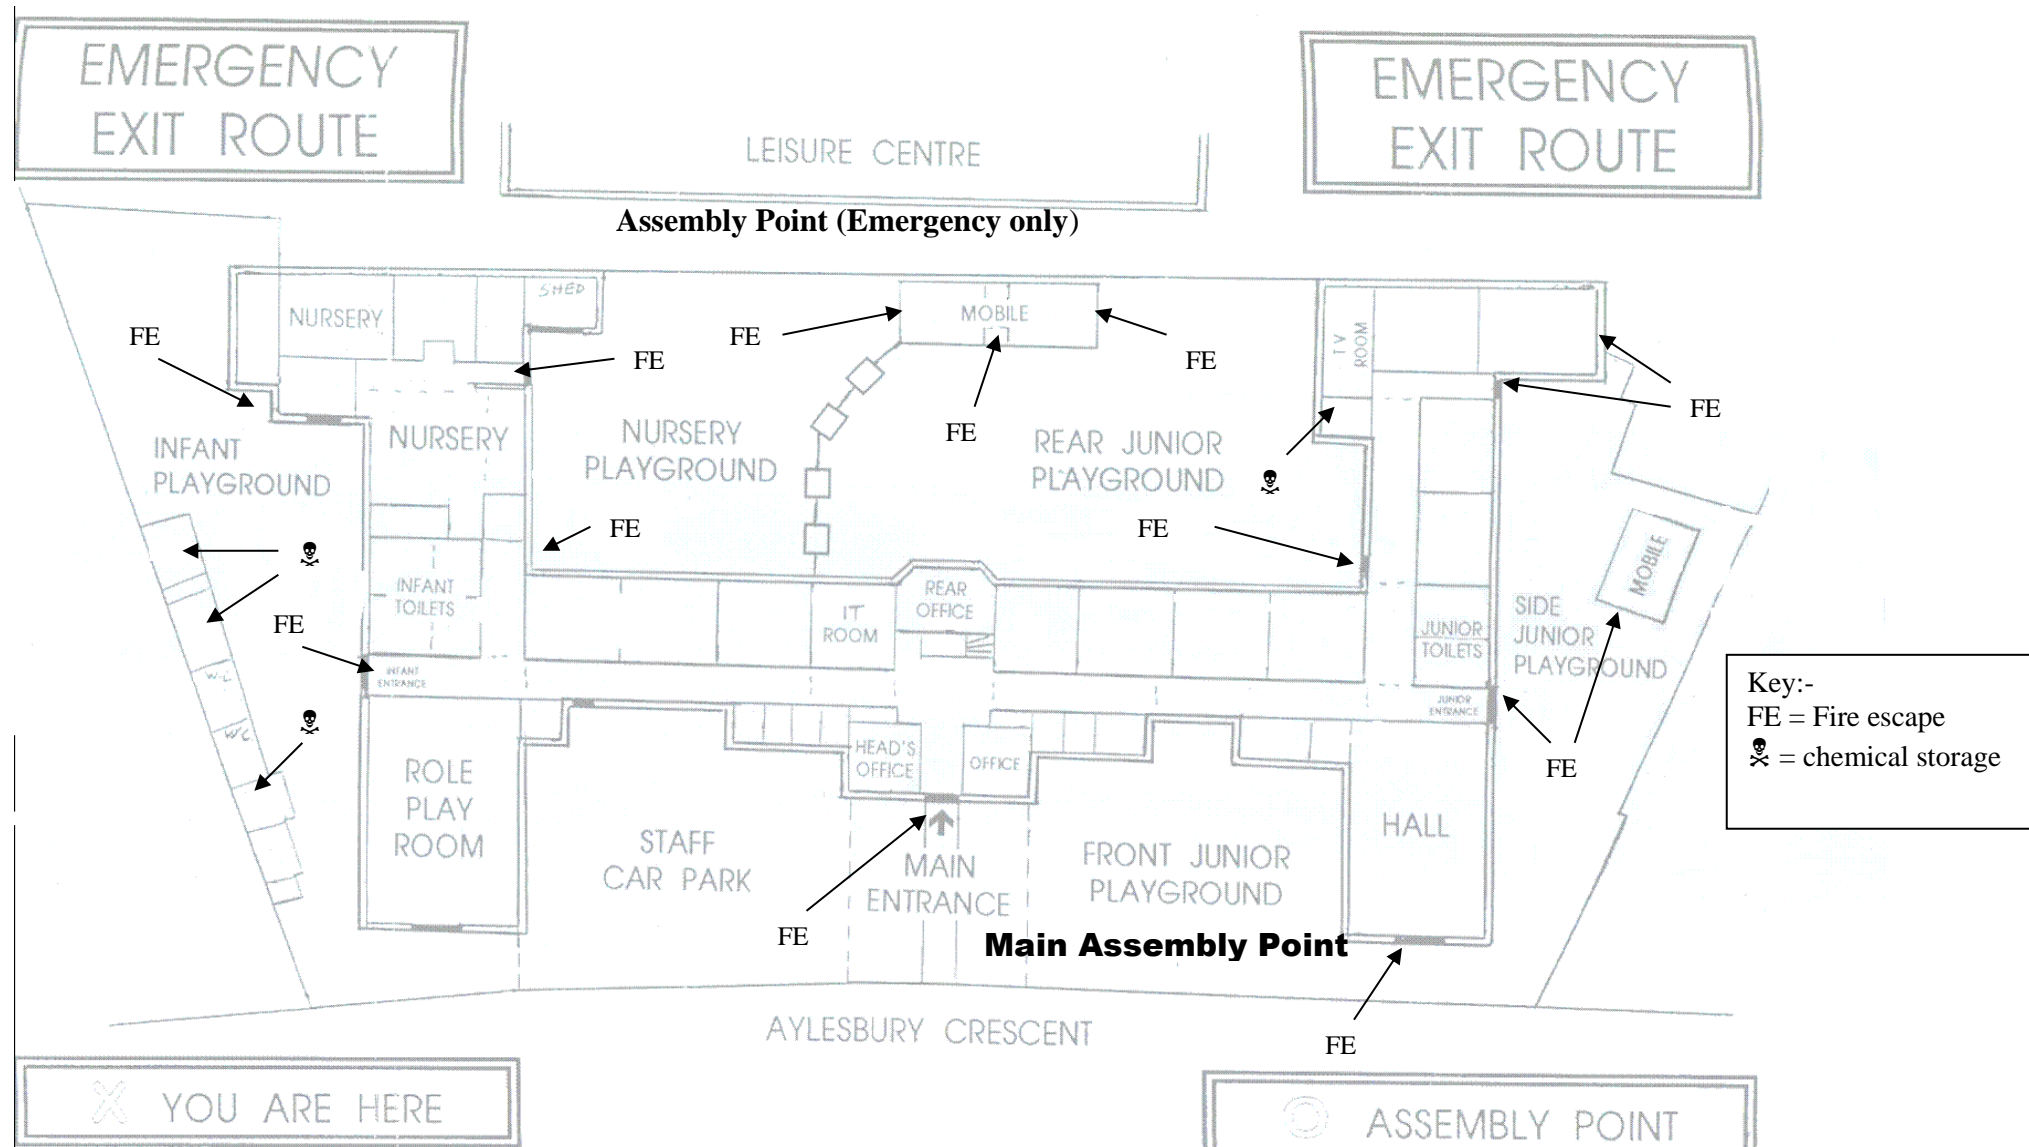 EMERGENCY
EXIT ROUTE
EMERGENCY
EXIT ROUTE
LEISURE CENTRE
Assembly Point (Emergency only)
SHED
NURSERY
MOBILE
FE
FE
FE
FE
TV
ROOM
FE
FE
NURSERY
NURSERY
PLAYGROUND
REAR JUNIOR
PLAYGROUND
INFANT
PLAYGROUND
FE
FE
MOBILE
INFANT
TOILETS
REAR
OFFICE
IT
ROOM
SIDE
JUNIOR
PLAYGROUND
JUNIOR
TOILETS
FE
INFANT
ENTRANCE
W.C
JUNIOR
ENTRANCE
Key:-
FE = Fire escape
☠ = chemical storage
WC
HEAD'S
OFFICE
OFFICE
FE
ROLE
PLAY
ROOM
STAFF
CAR PARK
MAIN
ENTRANCE
FRONT JUNIOR
PLAYGROUND
HALL
FE
Main Assembly Point
FE
AYLESBURY CRESCENT
X YOU ARE HERE
ASSEMBLY POINT